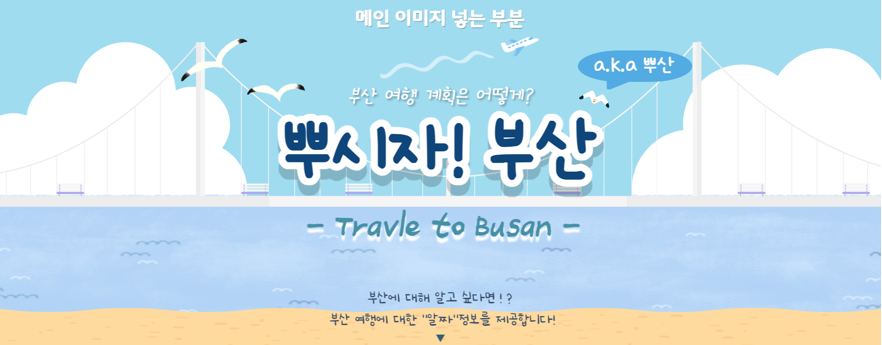 메인 이미지 넣는 부분
a.k.a 뿌산
부산 여행 계획은 어떻게?
뿌시자! 부산
- Travle to Busan -
부산에 대해 알고 싶다면!?
부산 여행에 대한 "알짜"정보를 제공합니다!
▼